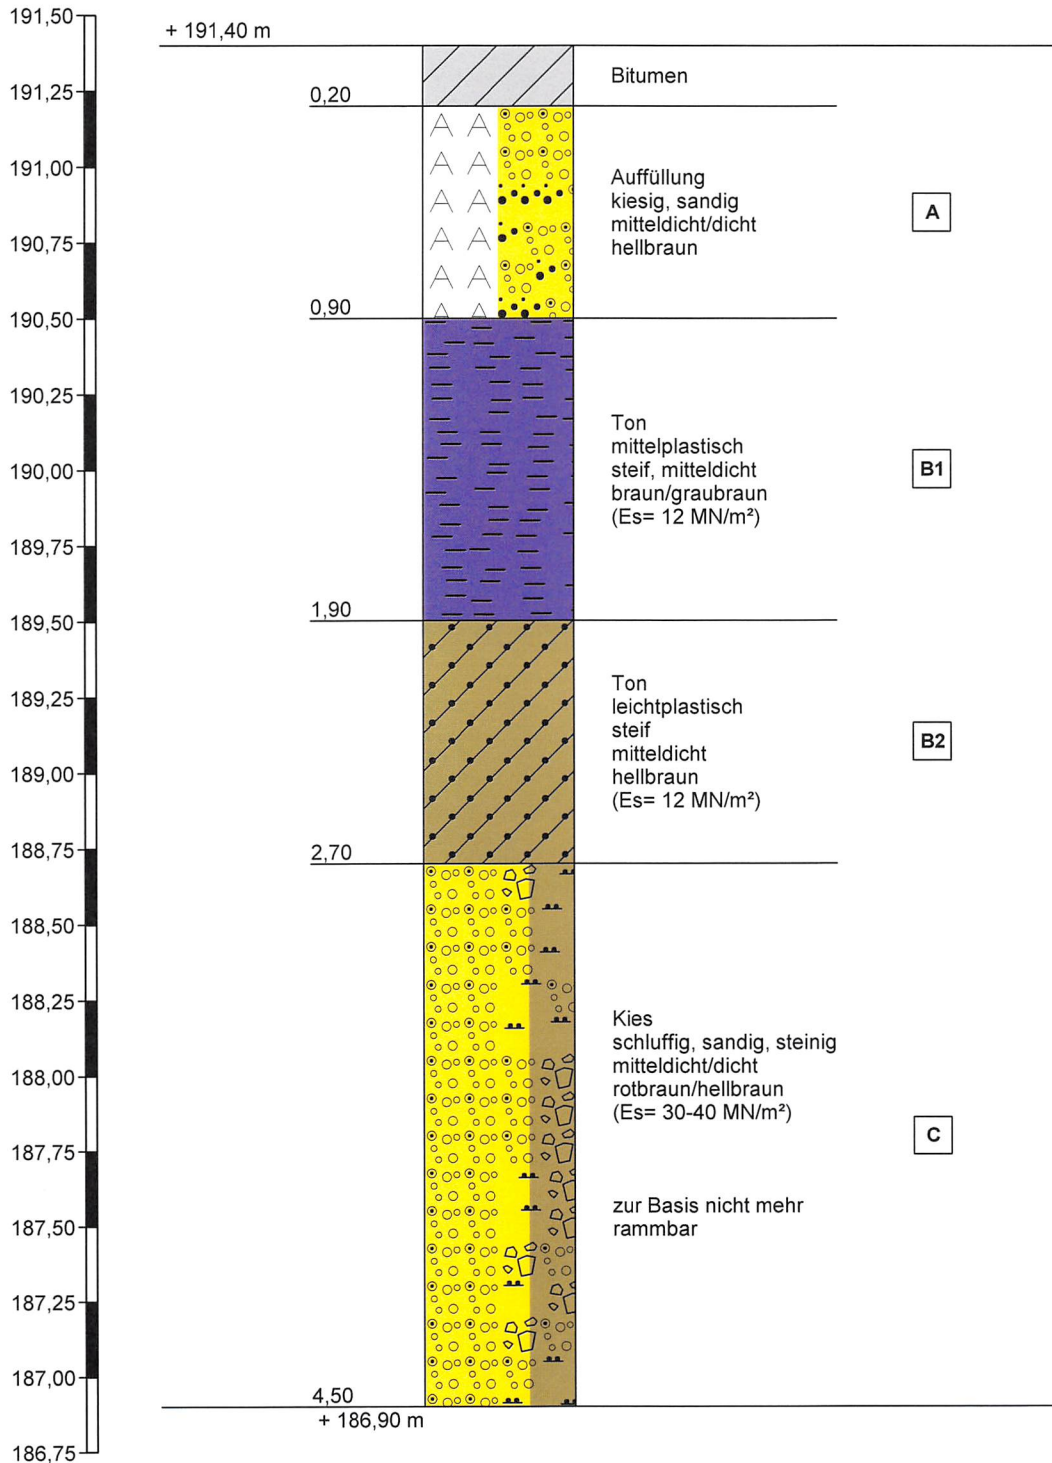 191,50
191,25
191,00
190,75
190,50
190,25
190,00
189,75
189,50
189,25
189,00
188,75
188,50
188,25
188,00
187,75
187,50
187,25
187,00
186,75
+ 191,40 m
Bitumen
0,20
Auffüllung
kiesig, sandig
mitteldicht/dicht
hellbraun
A
0,90
Ton
mittelplastisch
steif, mitteldicht
braun/graubraun
(Es= 12 MN/m²)
B1
1,90
Ton
leichtplastisch
steif
mitteldicht
hellbraun
(Es= 12 MN/m²)
B2
2,70
Kies
schluffig, sandig, steinig
mitteldicht/dicht
rotbraun/hellbraun
(Es= 30-40 MN/m²)
C
zur Basis nicht mehr
rammbar
4,50
+ 186,90 m